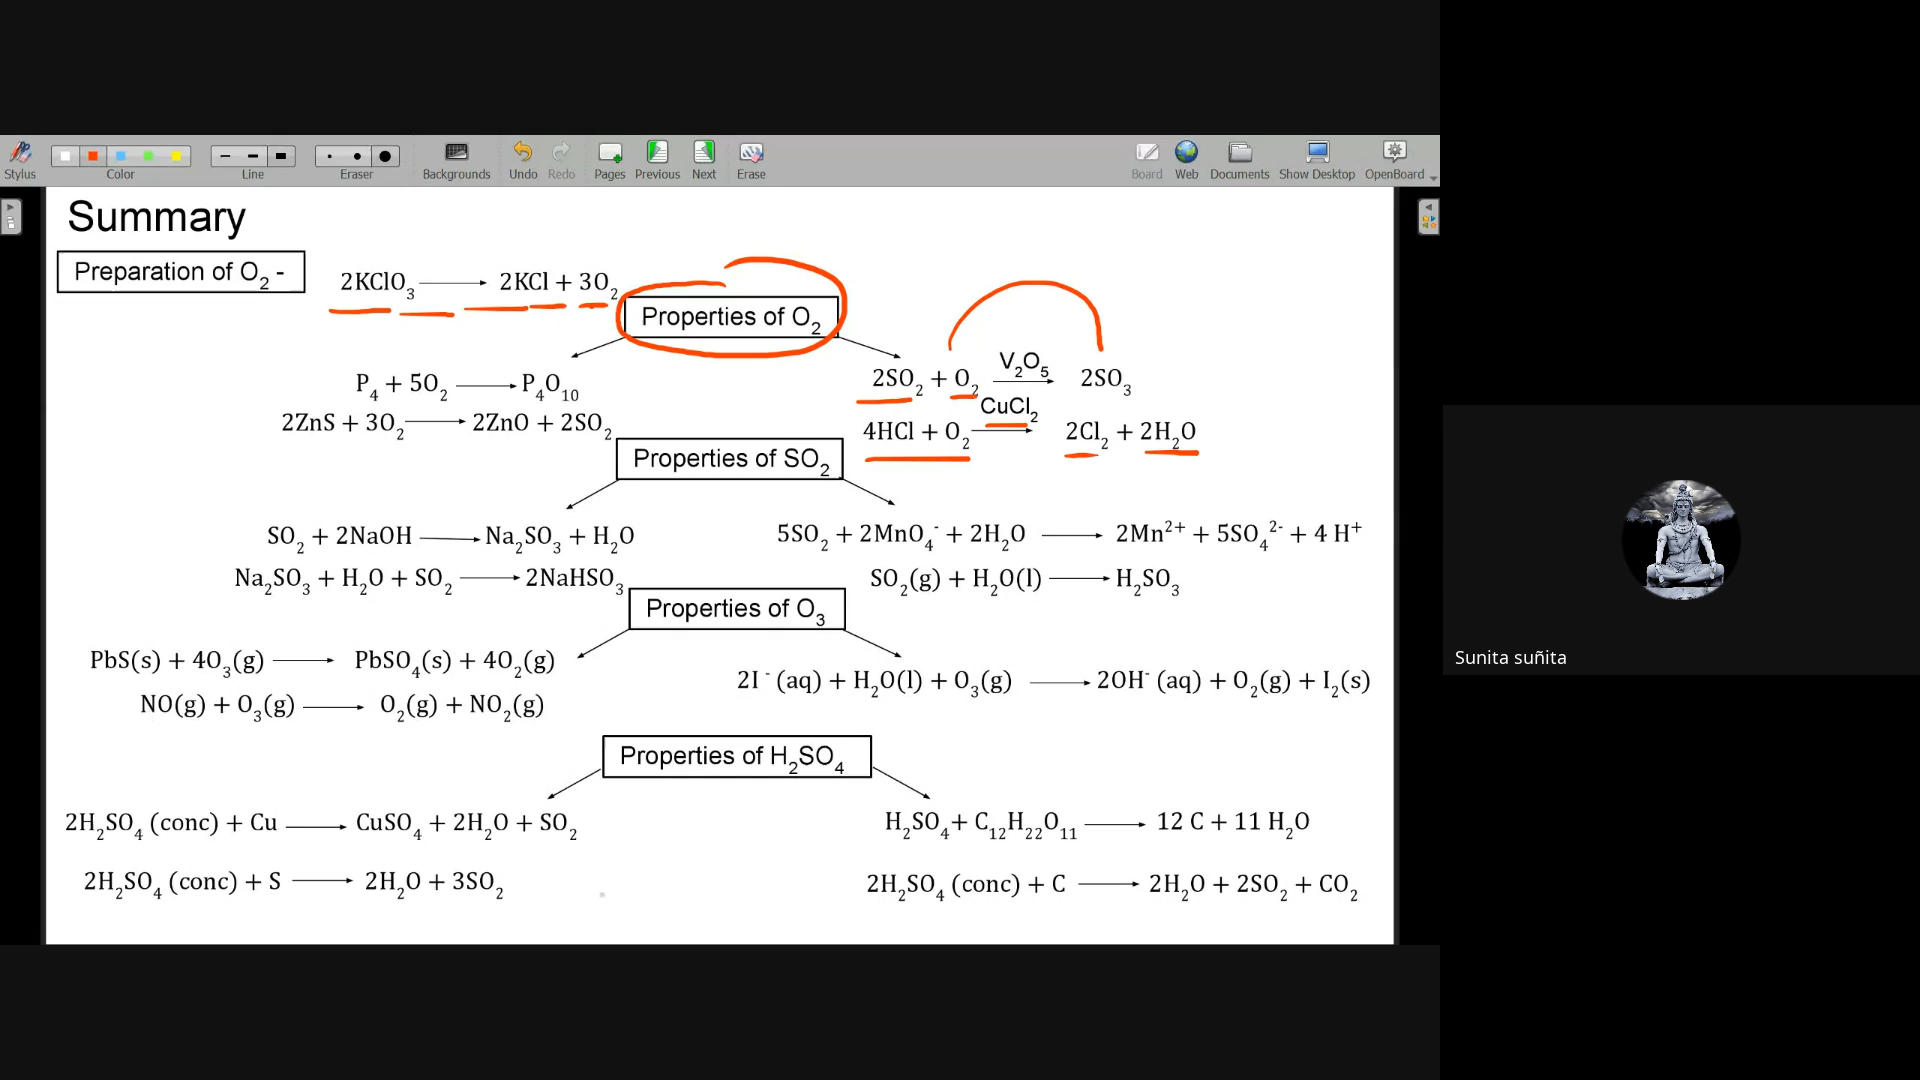 Stylus Color Line Eraser Backgrounds Undo Redo Pages Previous Next Erase Board Web Documents Show Desktop OpenBoard
Summary
Preparation of O₂ -
2KClO₃ ⟶ 2KCl + 3O₂
Properties of O₂
P₄ + 5O₂ ⟶ P₄O₁₀
2SO₂ + O₂ V₂O₅ ⟶ 2SO₃
2ZnS + 3O₂ ⟶ 2ZnO + 2SO₂
4HCl + O₂ CuCl₂ ⟶ 2Cl₂ + 2H₂O
Properties of SO₂
SO₂ + 2NaOH ⟶ Na₂SO₃ + H₂O
5SO₂ + 2MnO₄⁻ + 2H₂O ⟶ 2Mn²⁺ + 5SO₄²⁻ + 4 H⁺
Na₂SO₃ + H₂O + SO₂ ⟶ 2NaHSO₃
SO₂(g) + H₂O(l) ⟶ H₂SO₃
Properties of O₃
PbS(s) + 4O₃(g) ⟶ PbSO₄(s) + 4O₂(g)
2I⁻ (aq) + H₂O(l) + O₃(g) ⟶ 2OH⁻ (aq) + O₂(g) + I₂(s)
NO(g) + O₃(g) ⟶ O₂(g) + NO₂(g)
Properties of H₂SO₄
2H₂SO₄ (conc) + Cu ⟶ CuSO₄ + 2H₂O + SO₂
H₂SO₄ + C₁₂H₂₂O₁₁ ⟶ 12 C + 11 H₂O
2H₂SO₄ (conc) + S ⟶ 2H₂O + 3SO₂
2H₂SO₄ (conc) + C ⟶ 2H₂O + 2SO₂ + CO₂
Sunita suñita